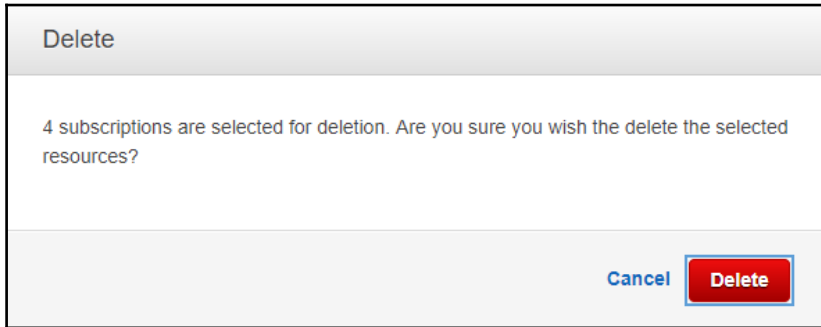 Delete
4 subscriptions are selected for deletion. Are you sure you wish the delete the selected
resources?
Cancel
Delete